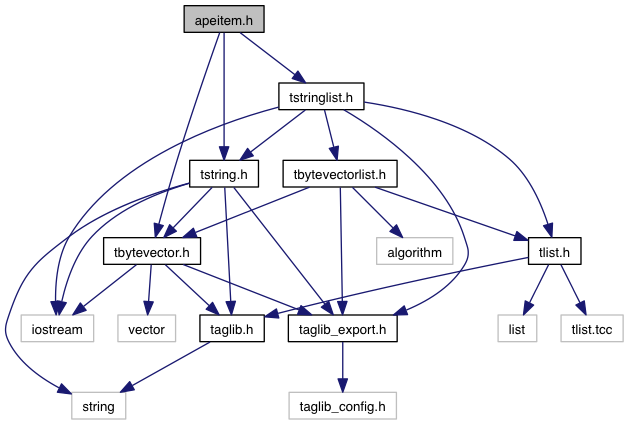 apeitem.h
tstringlist.h
tstring.h
tbytevectorlist.h
tbytevector.h
algorithm
tlist.h
iostream
vector
taglib.h
taglib_export.h
list
tlist.tcc
string
taglib_config.h